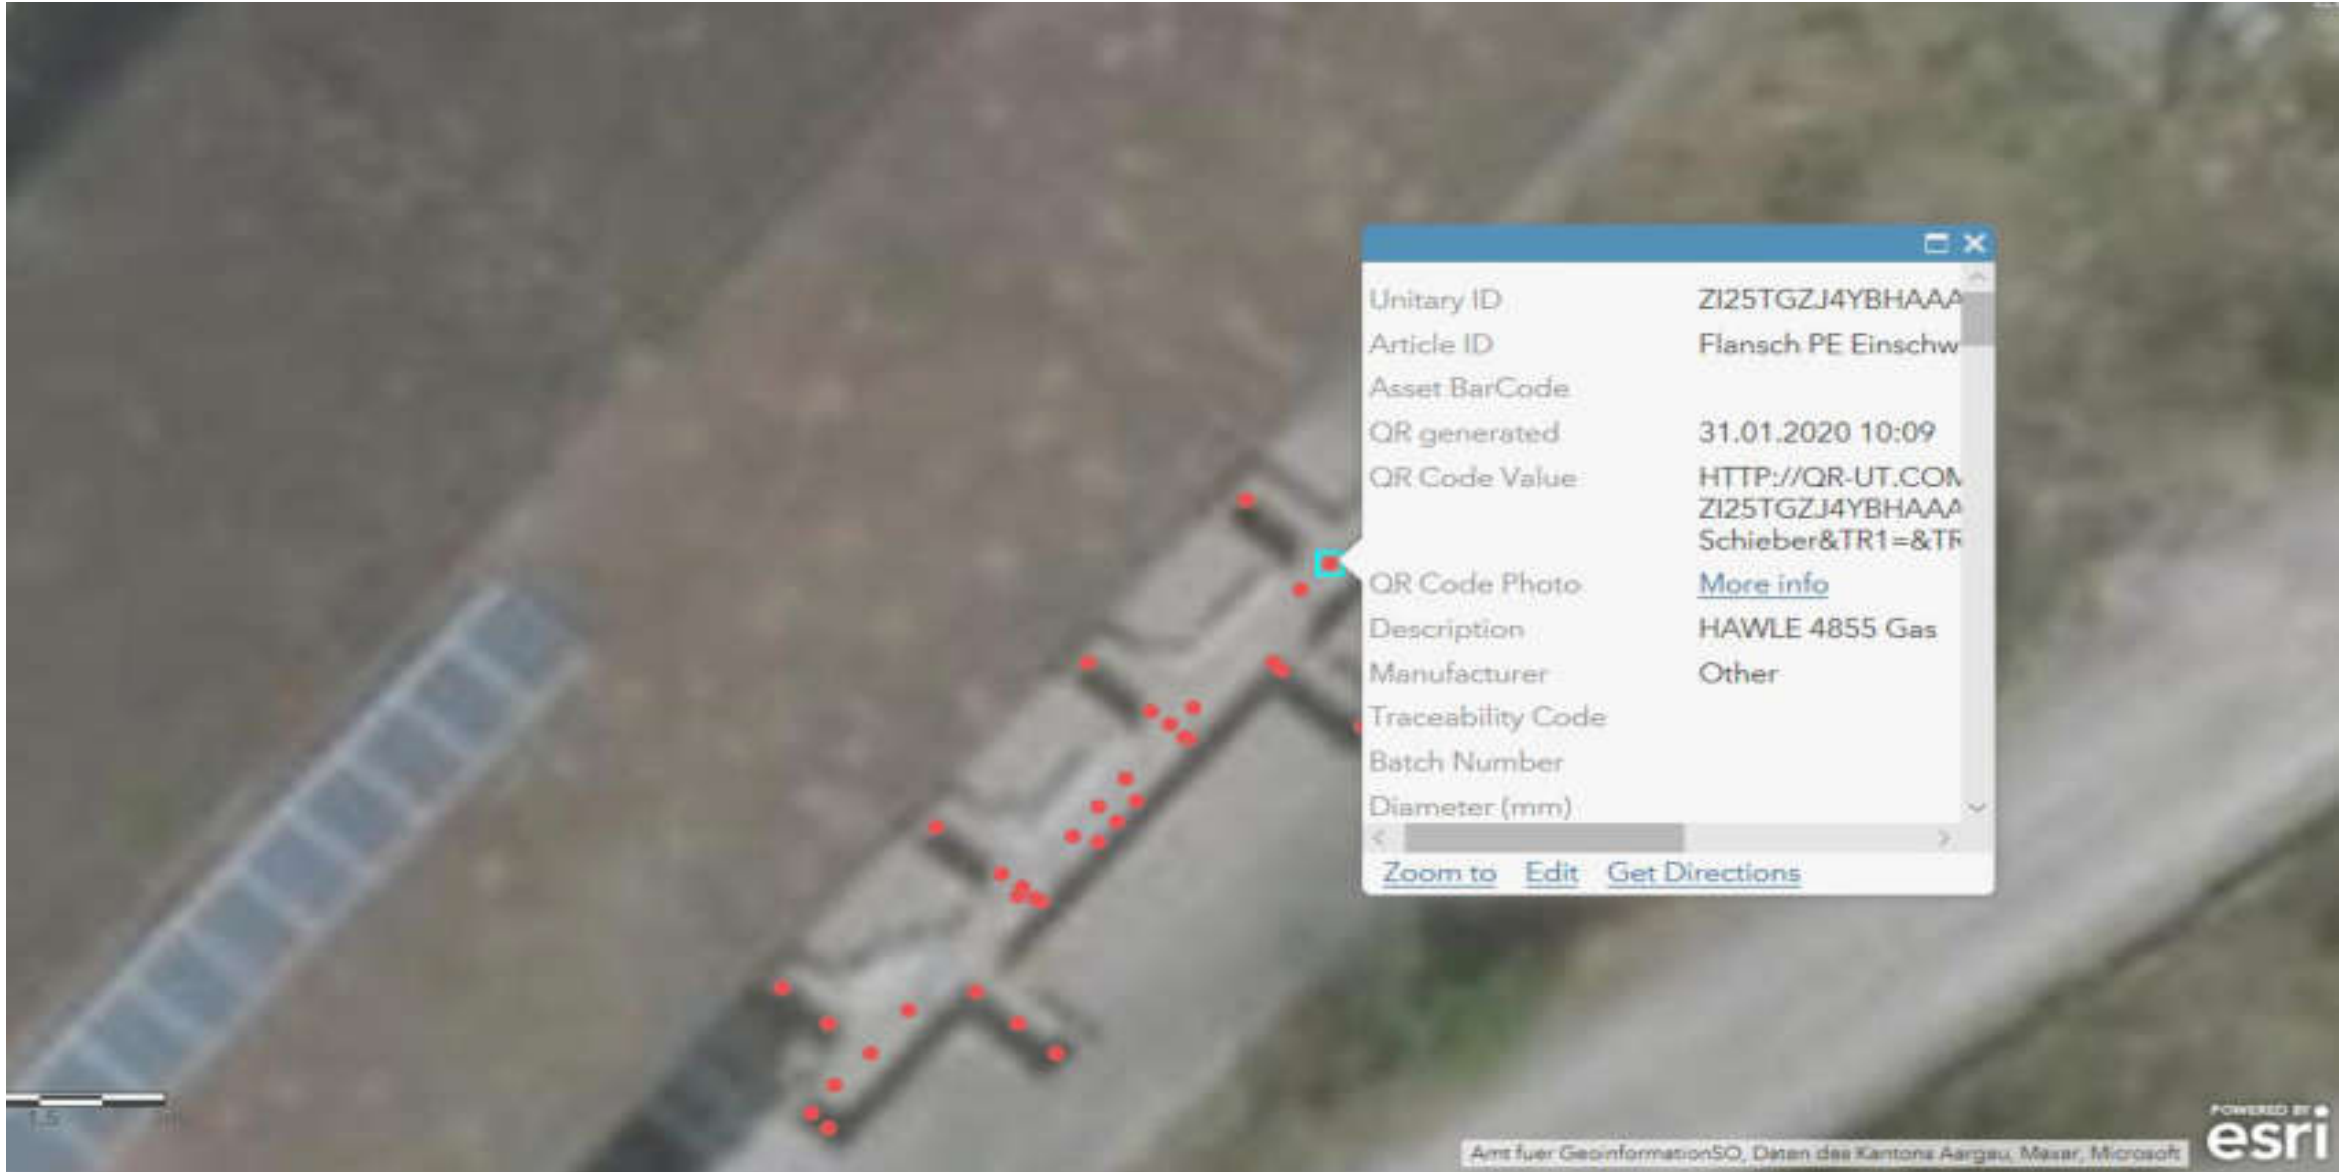 Unitary ID ZI25TGZJ4YBHAAA
Article ID Flansch PE Einschw
Asset BarCode
QR generated 31.01.2020 10:09
QR Code Value HTTP://QR-UT.COM
ZI25TGZJ4YBHAAA
Schieber&TR1=&TR
QR Code Photo More info
Description HAWLE 4855 Gas
Manufacturer Other
Traceability Code
Batch Number
Diameter (mm)
Zoom to Edit Get Directions
1.5
POWERED BY
esri
Amt fuer GeoinformationSO, Daten des Kantons Aargau, Maxar, Microsoft